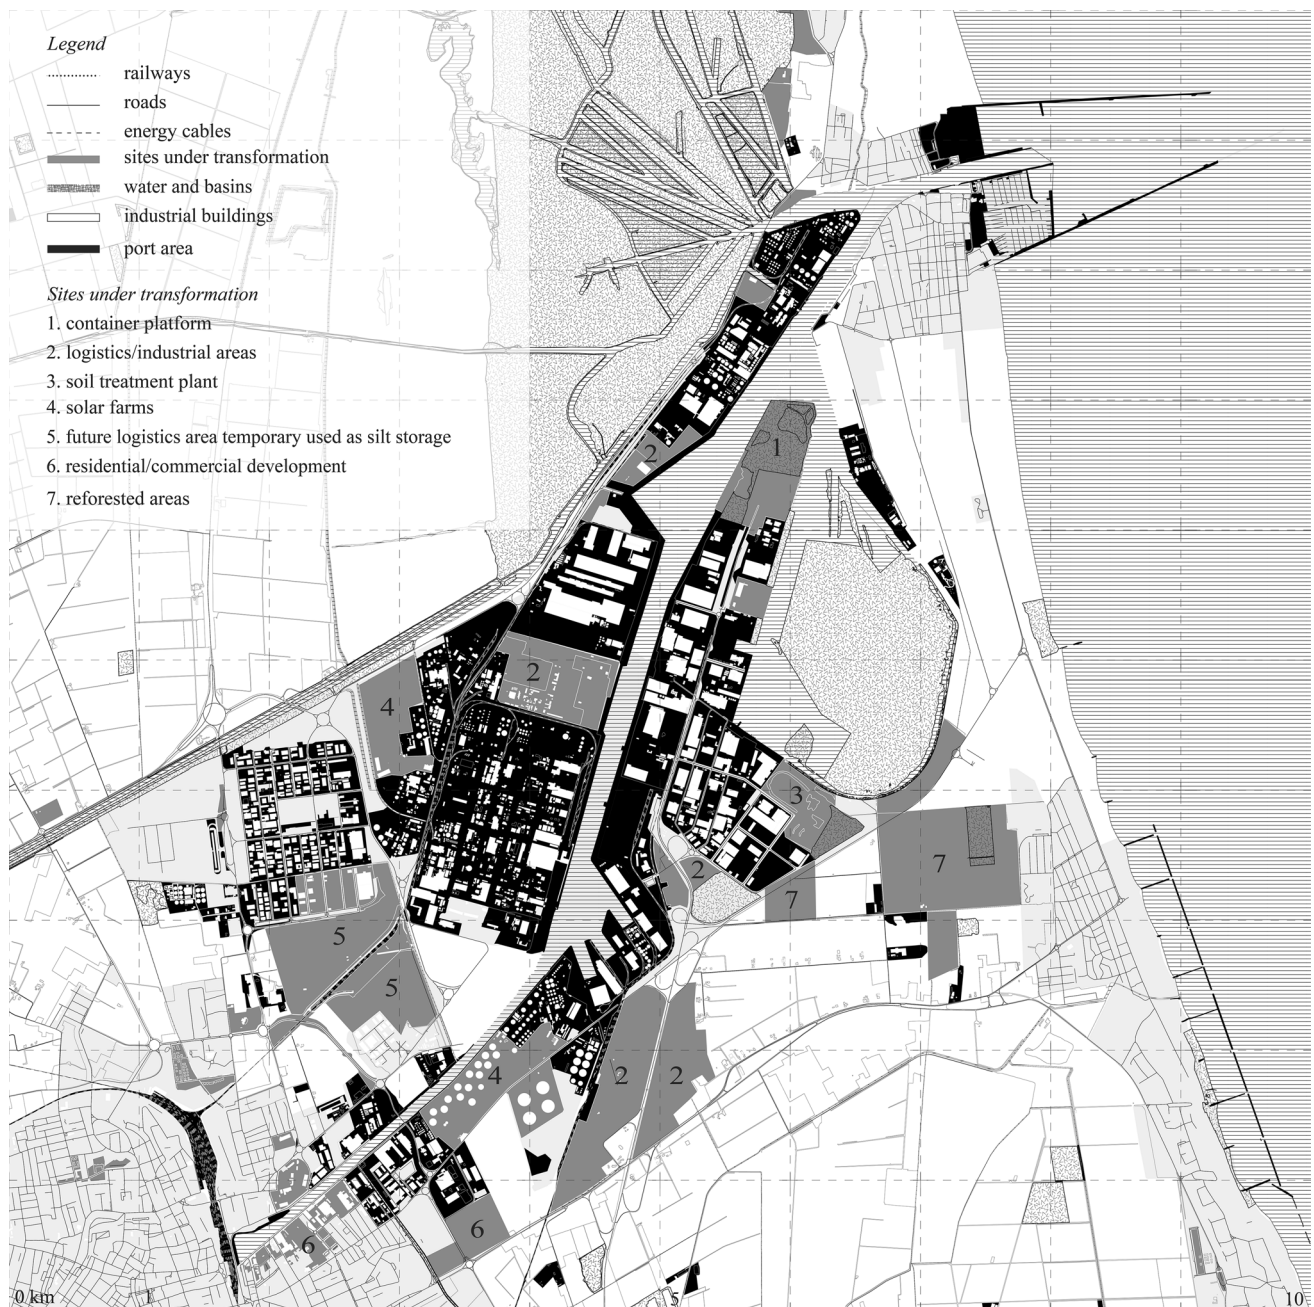 Legend
railways
roads
energy cables
sites under transformation
water and basins
industrial buildings
port area
Sites under transformation
1. container platform
2. logistics/industrial areas
3. soil treatment plant
4. solar farms
5. future logistics area temporary used as silt storage
6. residential/commercial development
7. reforested areas
1
2
2
4
3
7
2
7
5
5
4
2 2
6
6
0 km 1 5 10